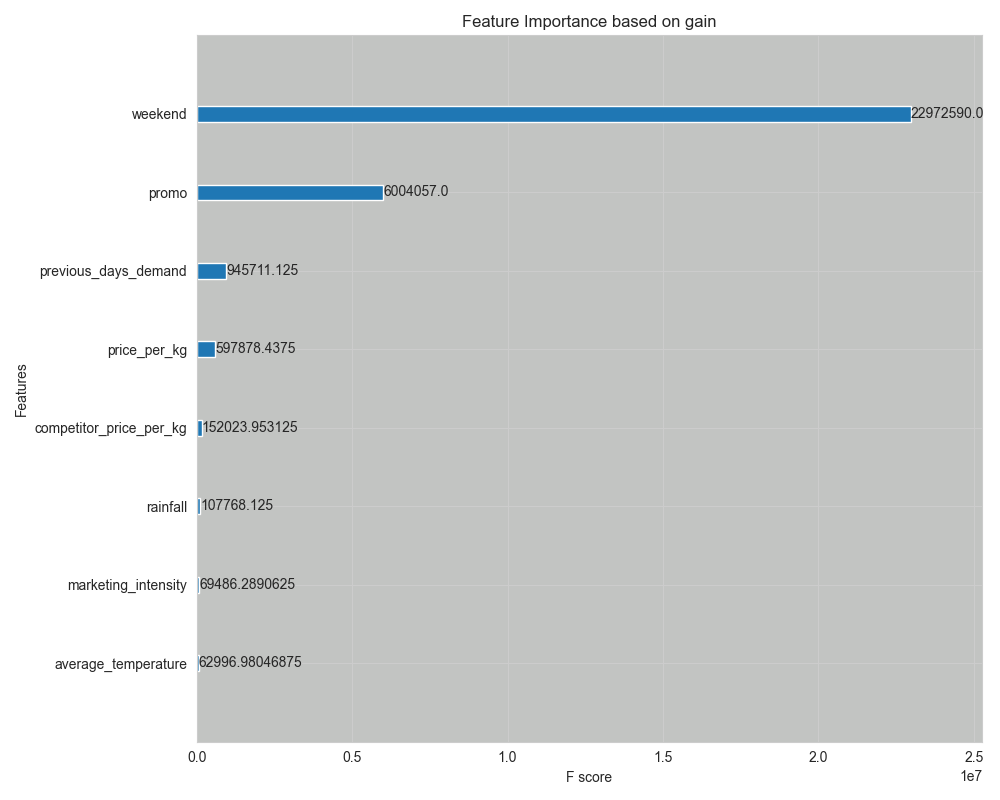 Feature Importance based on gain
weekend 22972590.0
promo 6004057.0
previous_days_demand 945711.125
price_per_kg 597878.4375
competitor_price_per_kg 152023.953125
rainfall 107768.125
marketing_intensity 69486.2890625
average_temperature 62996.98046875
Features
0.0 0.5 1.0 1.5 2.0 2.5
1e7
F score